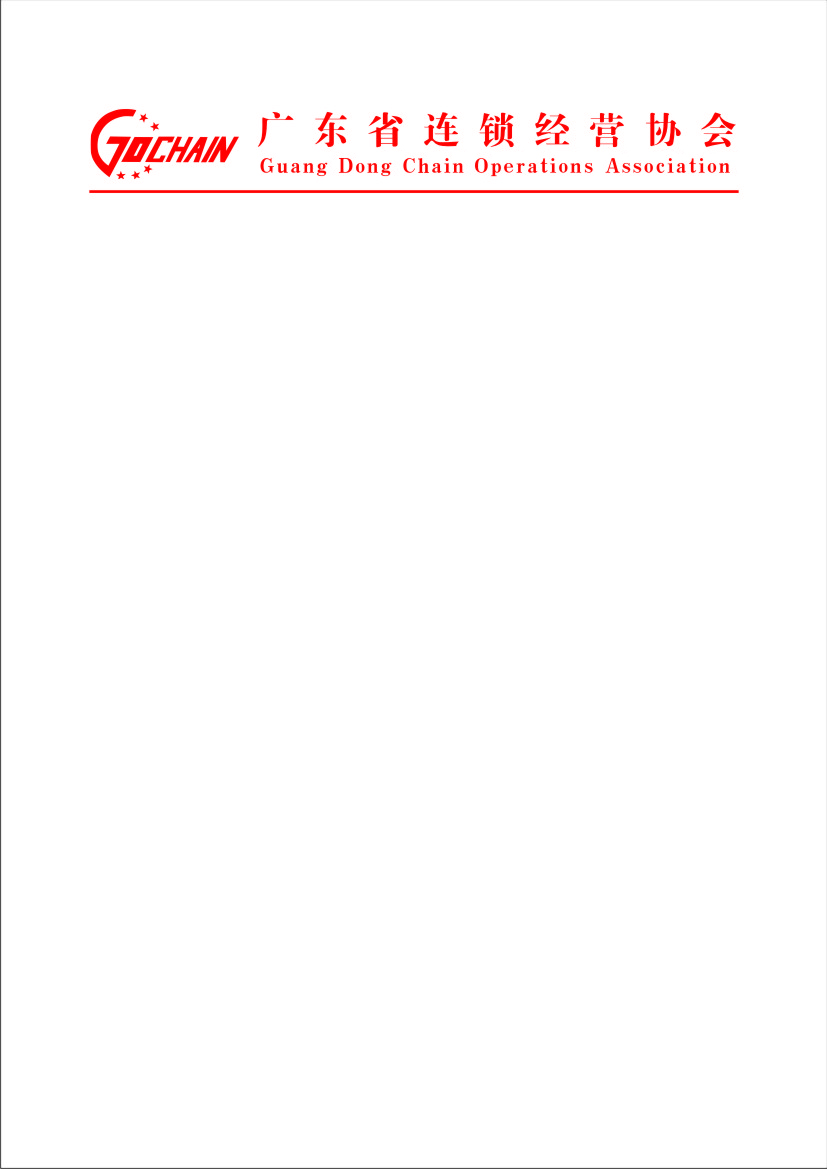 GOCHAIN
广东省连锁经营协会
Guang Dong Chain Operations Association